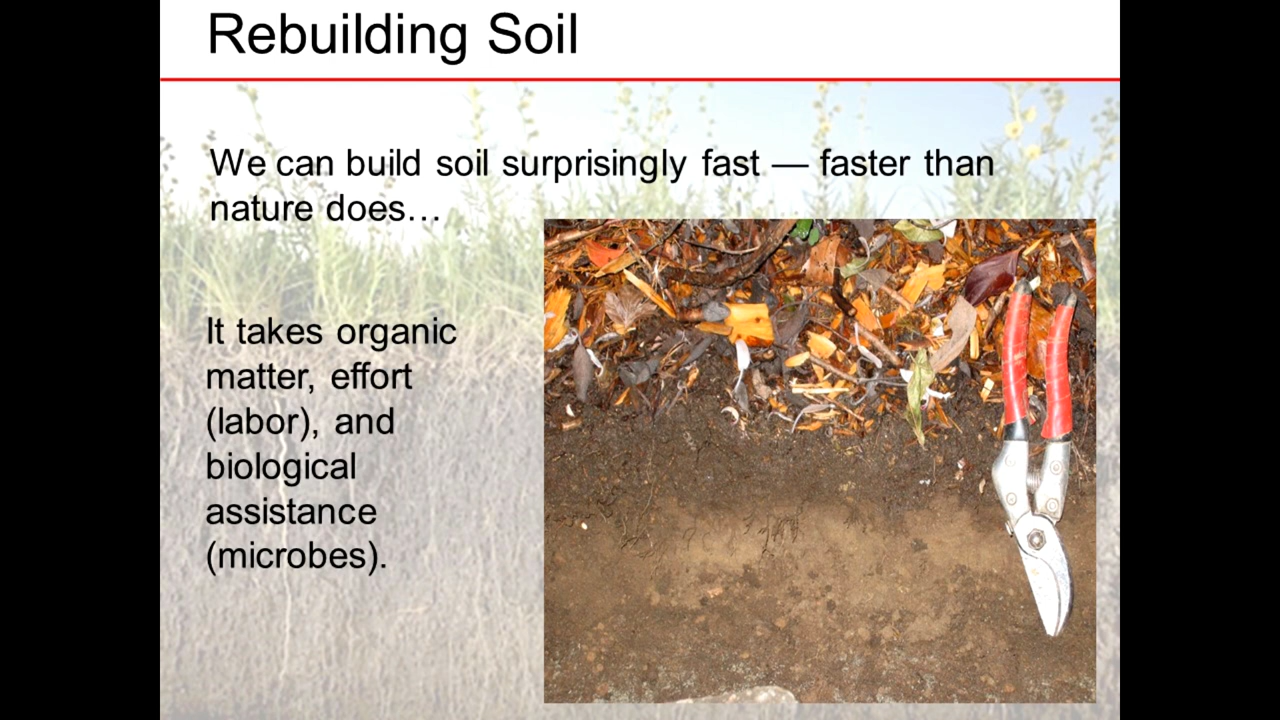 Rebuilding Soil
We can build soil surprisingly fast — faster than
nature does…
It takes organic
matter, effort
(labor), and
biological
assistance
(microbes).